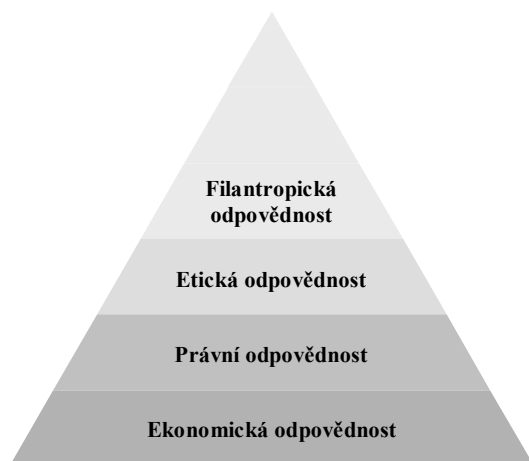 Filantropická
odpovědnost
Etická odpovědnost
Právní odpovědnost
Ekonomická odpovědnost